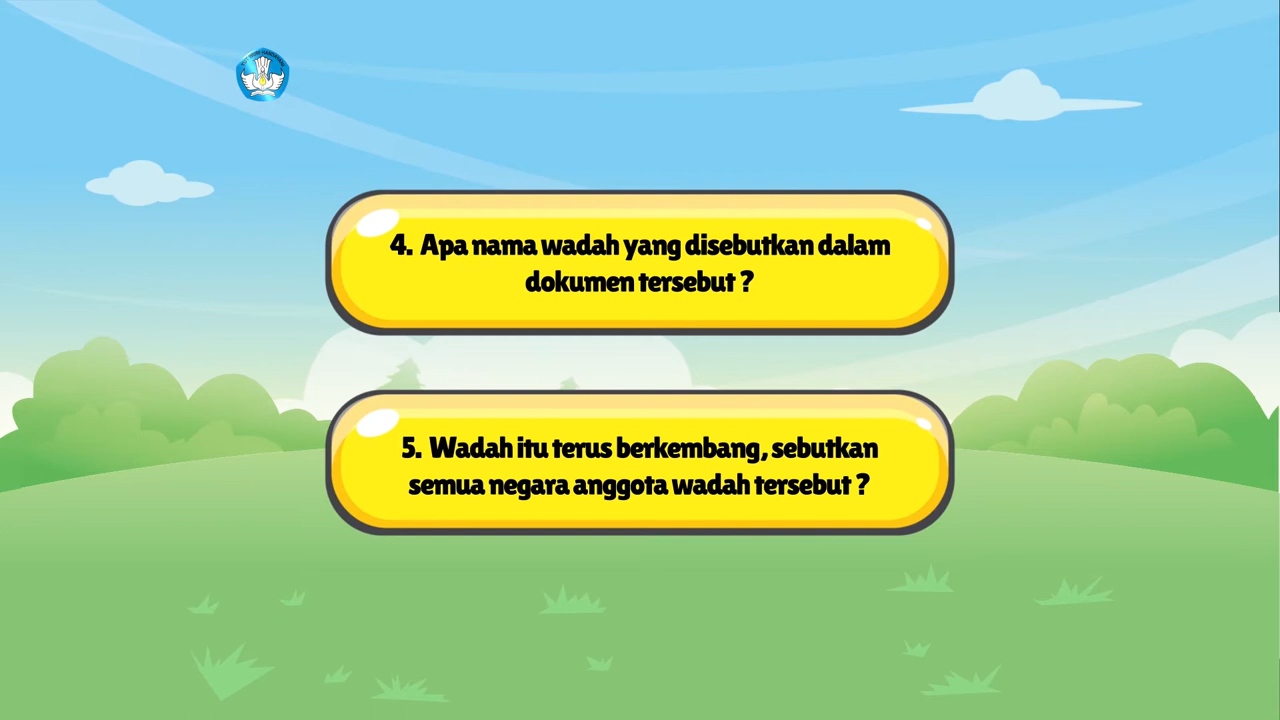 4. Apa nama wadah yang disebutkan dalam
dokumen tersebut ?
5. Wadah itu terus berkembang, sebutkan
semua negara anggota wadah tersebut ?